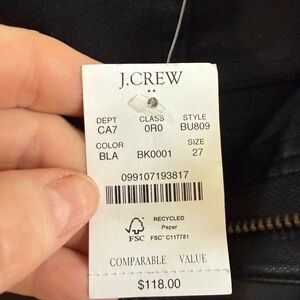 J.CREW
DEPT CLASS STYLE
CA7 0R0 BU809
COLOR SIZE
BLA BK0001 27
099107193817
RECYCLED
Paper
FSC FSC® C117781
COMPARABLE VALUE
$118.00